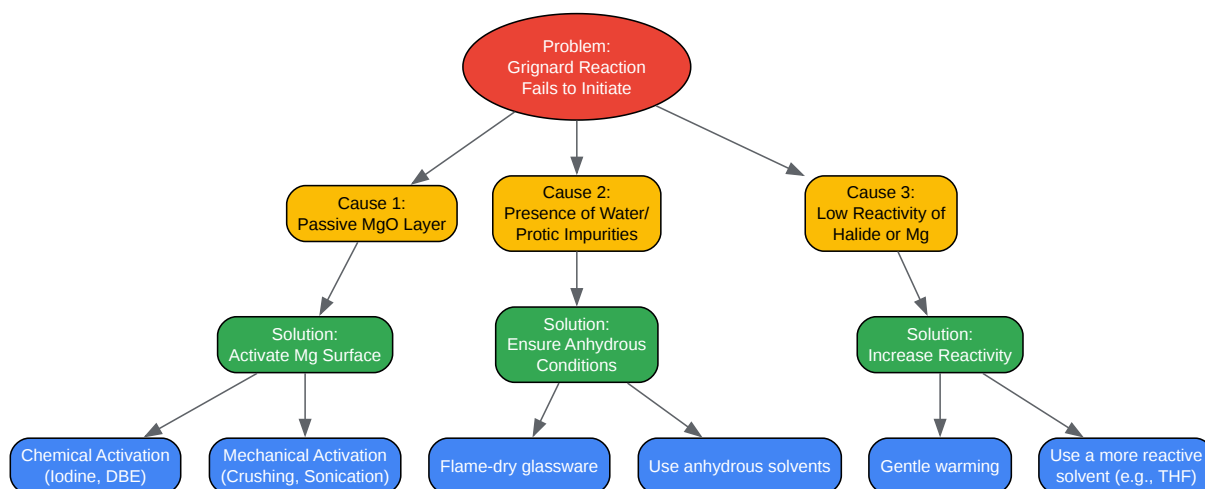 Problem:
Grignard Reaction
Fails to Initiate
Cause 1:
Passive MgO Layer
Cause 2:
Presence of Water/
Protic Impurities
Cause 3:
Low Reactivity of
Halide or Mg
Solution:
Activate Mg Surface
Solution:
Ensure Anhydrous
Conditions
Solution:
Increase Reactivity
Chemical Activation
(Iodine, DBE)
Mechanical Activation
(Crushing, Sonication)
Flame-dry glassware
Use anhydrous solvents
Gentle warming
Use a more reactive
solvent (e.g., THF)